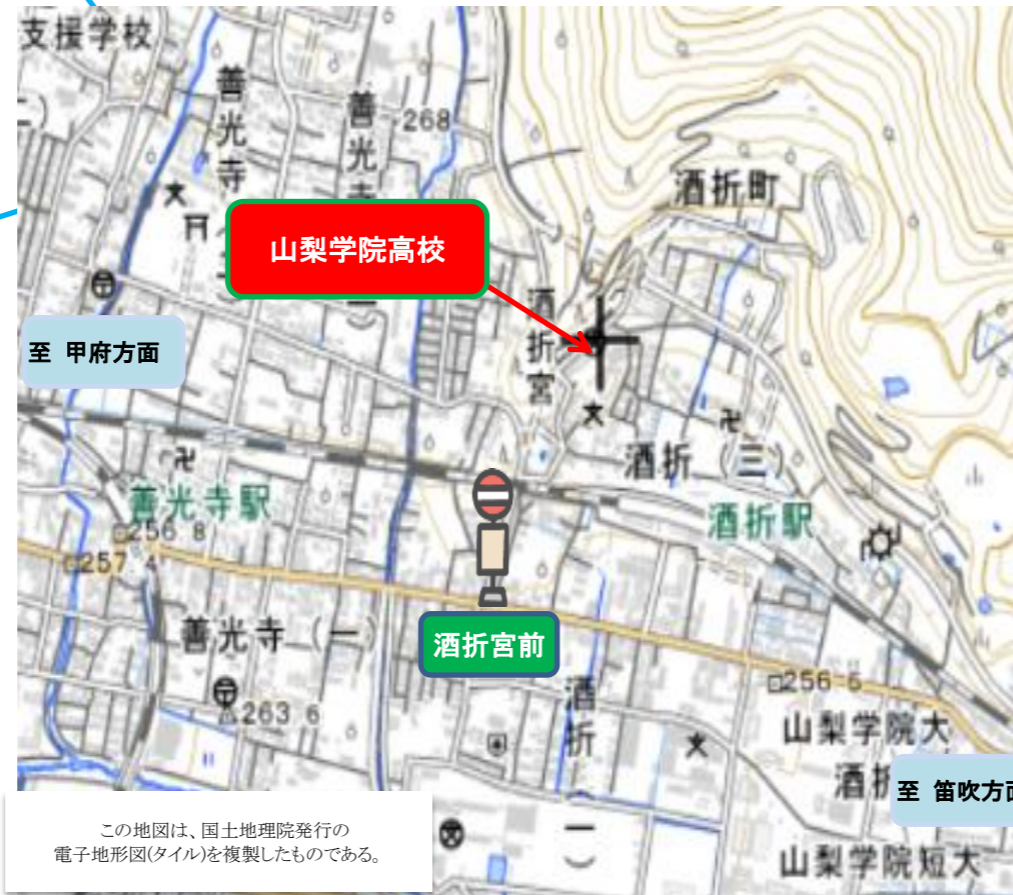 支援学校
善光寺
善光寺
268
酒折町
山梨学院高校
酒折宮
至 甲府方面
酒折(三)
善光寺駅
酒折駅
256 8
257 4
善光寺(一)
酒折宮前
263 6
256 5
酒折
一
山梨学院大
酒折
至 笛吹方面
山梨学院短大
この地図は、国土地理院発行の
電子地形図(タイル)を複製したものである。